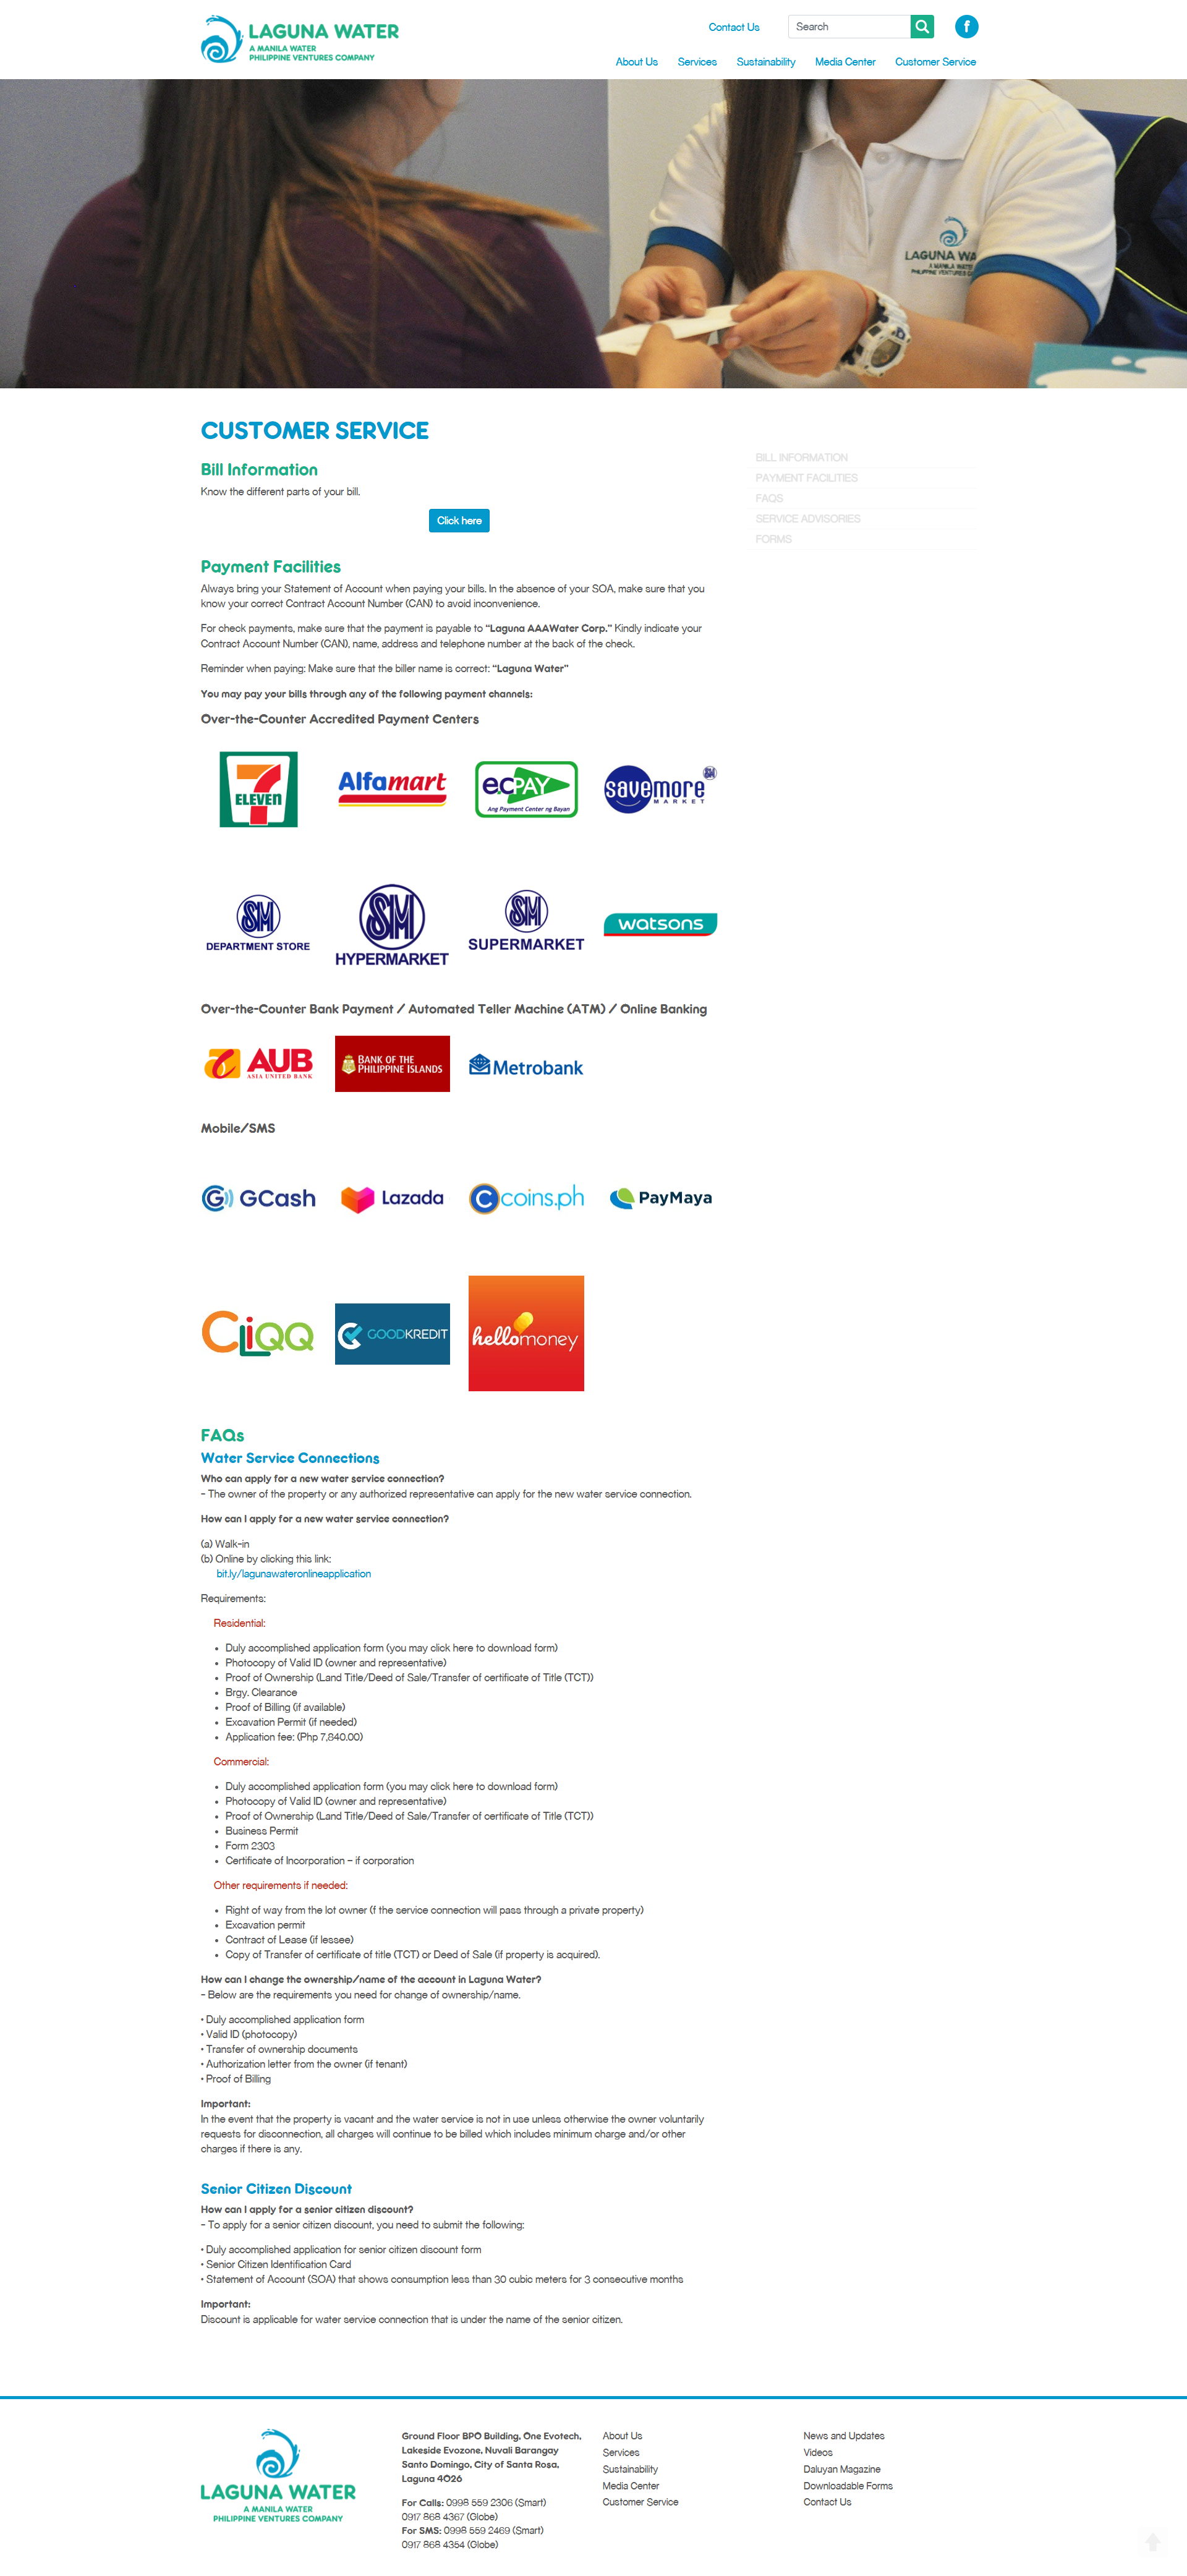 LAGUNA WATER
A MANILA WATER
PHILIPPINE VENTURES COMPANY
Contact Us
Search
f
About Us
Services
Sustainability
Media Center
Customer Service
LAGUNA WA
A MANILA WATE
PHILIPPINE VENTURES C
CUSTOMER SERVICE
Bill Information
Know the different parts of your bill.
Click here
BILL INFORMATION
PAYMENT FACILITIES
FAQS
SERVICE ADVISORIES
FORMS
Payment Facilities
Always bring your Statement of Account when paying your bills. In the absence of your SOA, make sure that you
know your correct Contract Account Number (CAN) to avoid inconvenience.
For check payments, make sure that the payment is payable to “Laguna AAAWater Corp.” Kindly indicate your
Contract Account Number (CAN), name, address and telephone number at the back of the check.
Reminder when paying: Make sure that the biller name is correct: “Laguna Water”
You may pay your bills through any of the following payment channels:
Over-the-Counter Accredited Payment Centers
7 ELEVEN
Alfamart
ecPAY
Ang Payment Center ng Bayan
savemore
MARKET
SM
SM
DEPARTMENT STORE
SM
HYPERMARKET
SM
SUPERMARKET
watsons
Over-the-Counter Bank Payment / Automated Teller Machine (ATM) / Online Banking
AUB
ASIA UNITED BANK
BANK OF THE
PHILIPPINE ISLANDS
Metrobank
Mobile/SMS
GCash
Lazada
coins.ph
PayMaya
CLiQQ
GOODKREDIT
hellomoney
FAQs
Water Service Connections
Who can apply for a new water service connection?
– The owner of the property or any authorized representative can apply for the new water service connection.
How can I apply for a new water service connection?
(a) Walk-in
(b) Online by clicking this link:
bit.ly/lagunawateronlineapplication
Requirements:
Residential:
• Duly accomplished application form (you may click here to download form)
• Photocopy of Valid ID (owner and representative)
• Proof of Ownership (Land Title/Deed of Sale/Transfer of certificate of Title (TCT))
• Brgy. Clearance
• Proof of Billing (if available)
• Excavation Permit (if needed)
• Application fee: (Php 7,840.00)
Commercial:
• Duly accomplished application form (you may click here to download form)
• Photocopy of Valid ID (owner and representative)
• Proof of Ownership (Land Title/Deed of Sale/Transfer of certificate of Title (TCT))
• Business Permit
• Form 2303
• Certificate of Incorporation – if corporation
Other requirements if needed:
• Right of way from the lot owner (f the service connection will pass through a private property)
• Excavation permit
• Contract of Lease (if lessee)
• Copy of Transfer of certificate of title (TCT) or Deed of Sale (if property is acquired).
How can I change the ownership/name of the account in Laguna Water?
– Below are the requirements you need for change of ownership/name.
• Duly accomplished application form
• Valid ID (photocopy)
• Transfer of ownership documents
• Authorization letter from the owner (if tenant)
• Proof of Billing
Important:
In the event that the property is vacant and the water service is not in use unless otherwise the owner voluntarily
requests for disconnection, all charges will continue to be billed which includes minimum charge and/or other
charges if there is any.
Senior Citizen Discount
How can I apply for a senior citizen discount?
– To apply for a senior citizen discount, you need to submit the following:
• Duly accomplished application for senior citizen discount form
• Senior Citizen Identification Card
• Statement of Account (SOA) that shows consumption less than 30 cubic meters for 3 consecutive months
Important:
Discount is applicable for water service connection that is under the name of the senior citizen.
LAGUNA WATER
A MANILA WATER
PHILIPPINE VENTURES COMPANY
Ground Floor BPO Building, One Evotech,
Lakeside Evozone, Nuvali Barangay
Santo Domingo, City of Santa Rosa,
Laguna 4026
For Calls: 0998 559 2306 (Smart)
0917 868 4367 (Globe)
For SMS: 0998 559 2469 (Smart)
0917 868 4354 (Globe)
About Us
Services
Sustainability
Media Center
Customer Service
News and Updates
Videos
Daluyan Magazine
Downloadable Forms
Contact Us